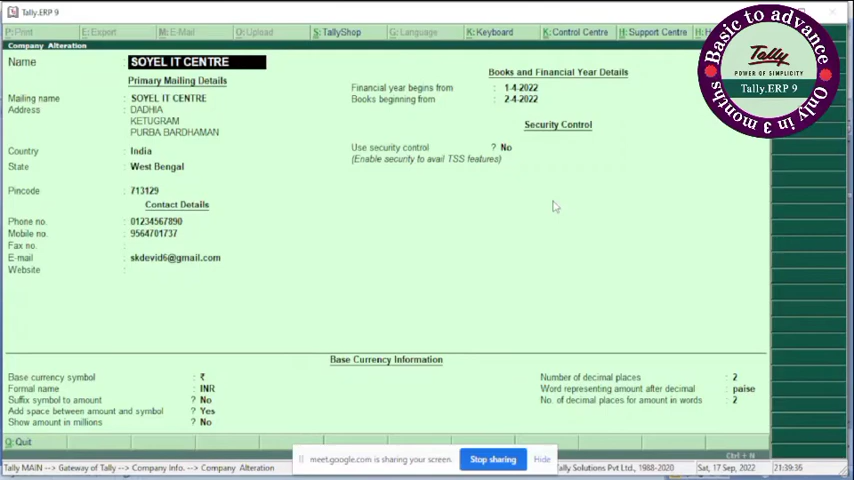 Tally.ERP 9
P: Print E: Export M: E-Mail O: Upload S: TallyShop G: Language K: Keyboard K: Control Centre H: Support Centre
Company Alteration Ctrl + M
Name : SOYEL IT CENTRE
Primary Mailing Details
Mailing name : SOYEL IT CENTRE
Address : DADHIA
KETUGRAM
PURBA BARDHAMAN
Country : India
State : West Bengal
Pincode : 713129
Contact Details
Phone no. : 01234567890
Mobile no. : 9564701737
Fax no. :
E-mail : skdevid6@gmail.com
Website :
Books and Financial Year Details
Financial year begins from : 1-4-2022
Books beginning from : 2-4-2022
Security Control
Use security control ? No
(Enable security to avail TSS features)
Basic to advance
Tally
POWER OF SIMPLICITY
Tally.ERP 9
Only in 3 months
Base Currency Information
Base currency symbol : ₹
Formal name : INR
Suffix symbol to amount ? No
Add space between amount and symbol ? Yes
Show amount in millions ? No
Number of decimal places : 2
Word representing amount after decimal : paise
No. of decimal places for amount in words : 2
Q: Quit
meet.google.com is sharing your screen. Stop sharing Hide
Ctrl + N
Tally MAIN --> Gateway of Tally --> Company Info. --> Company Alteration Tally Solutions Pvt Ltd., 1988-2020 Sat, 17 Sep, 2022 21:39:35